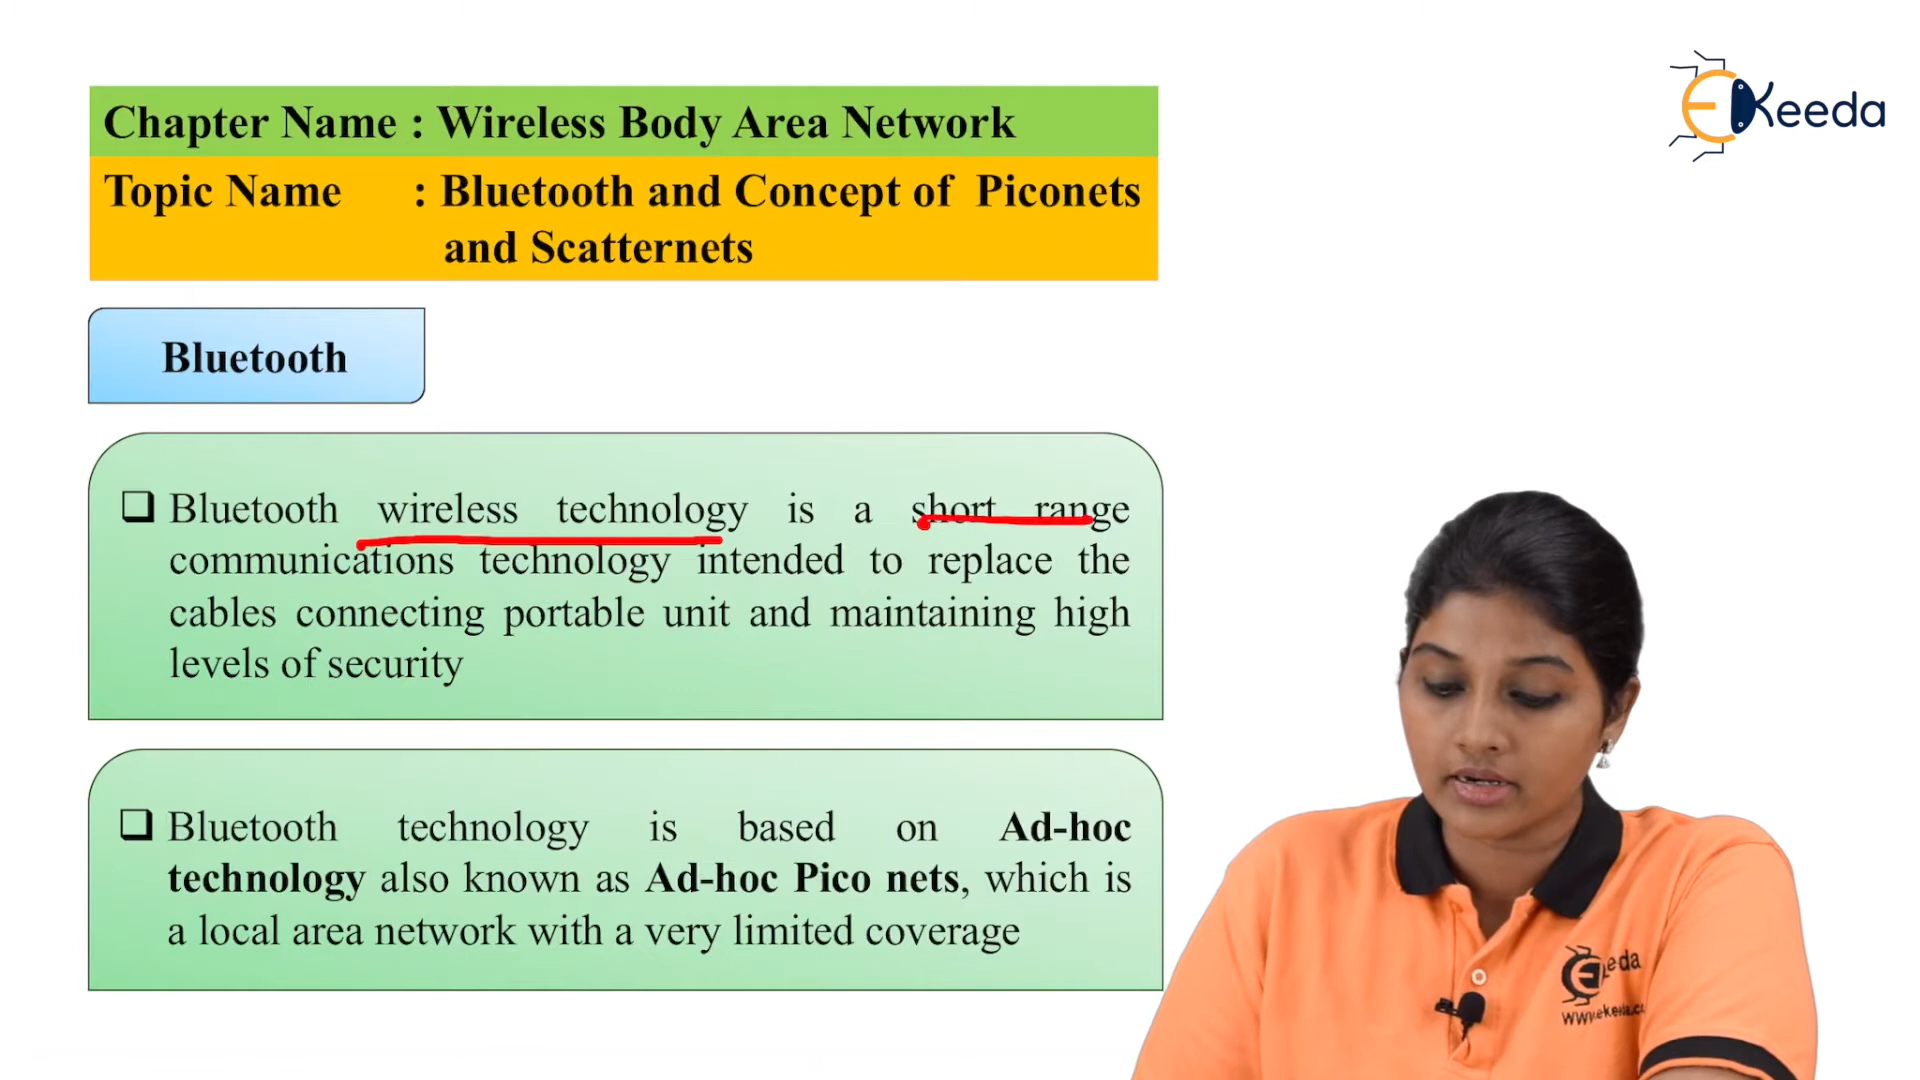 Chapter Name : Wireless Body Area Network
Topic Name : Bluetooth and Concept of Piconets
and Scatternets
EKeeda
Bluetooth
❑ Bluetooth wireless technology is a short range
communications technology intended to replace the
cables connecting portable unit and maintaining high
levels of security
❑ Bluetooth technology is based on Ad-hoc
technology also known as Ad-hoc Pico nets, which is
a local area network with a very limited coverage